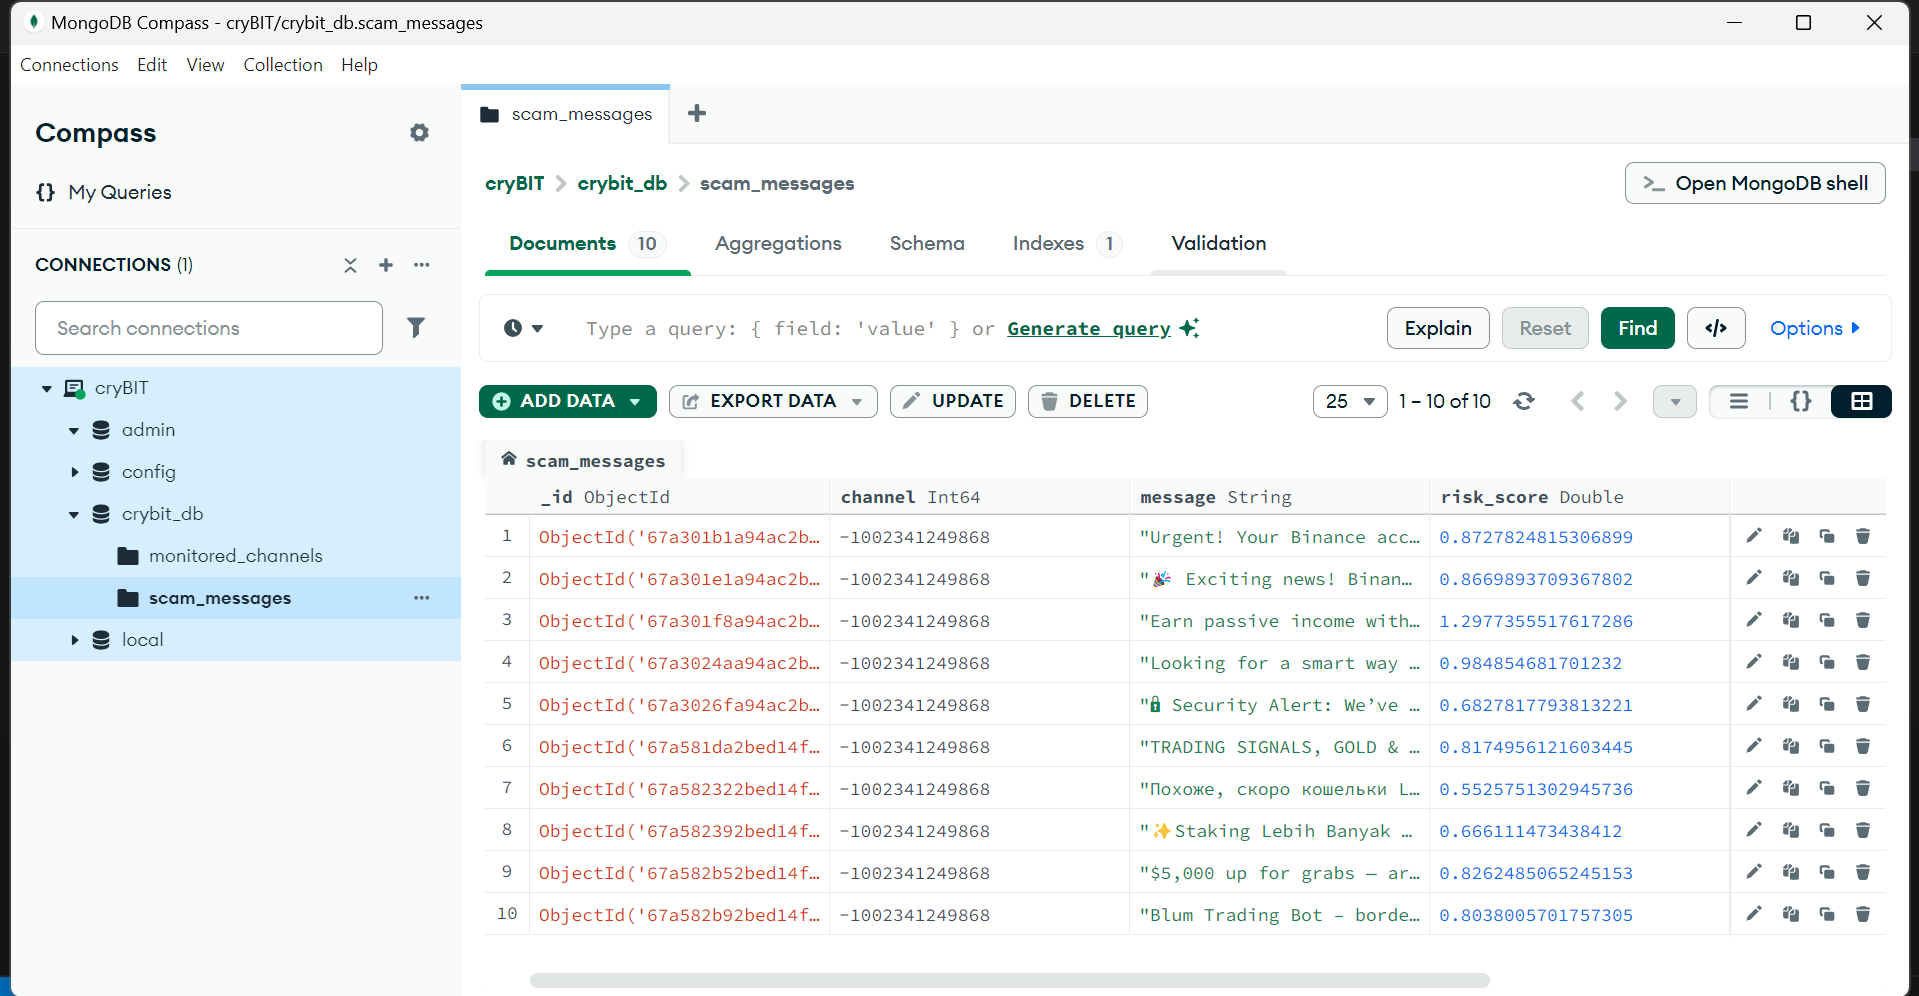 MongoDB Compass - cryBIT/crybit_db.scam_messages
Connections Edit View Collection Help
Compass
{} My Queries
CONNECTIONS (1)
Search connections
cryBIT
admin
config
crybit_db
monitored_channels
scam_messages
local
scam_messages
cryBIT > crybit_db > scam_messages
>_ Open MongoDB shell
Documents 10 Aggregations Schema Indexes 1 Validation
Type a query: { field: 'value' } or Generate query
Explain Reset Find </> Options
ADD DATA EXPORT DATA UPDATE DELETE
25 1 – 10 of 10 {}
scam_messages
_id ObjectId channel Int64 message String risk_score Double
1 ObjectId('67a301b1a94ac2b… -1002341249868 "Urgent! Your Binance acc… 0.8727824815306899
2 ObjectId('67a301e1a94ac2b… -1002341249868 "🎉 Exciting news! Binan… 0.8669893709367802
3 ObjectId('67a301f8a94ac2b… -1002341249868 "Earn passive income with… 1.2977355517617286
4 ObjectId('67a3024aa94ac2b… -1002341249868 "Looking for a smart way … 0.984854681701232
5 ObjectId('67a3026fa94ac2b… -1002341249868 "🔒 Security Alert: We’ve … 0.6827817793813221
6 ObjectId('67a581da2bed14f… -1002341249868 "TRADING SIGNALS, GOLD & … 0.8174956121603445
7 ObjectId('67a582322bed14f… -1002341249868 "Похоже, скоро кошельки L… 0.5525751302945736
8 ObjectId('67a582392bed14f… -1002341249868 "✨Staking Lebih Banyak … 0.666111473438412
9 ObjectId('67a582b52bed14f… -1002341249868 "$5,000 up for grabs — ar… 0.8262485065245153
10 ObjectId('67a582b92bed14f… -1002341249868 "Blum Trading Bot – borde… 0.8038005701757305